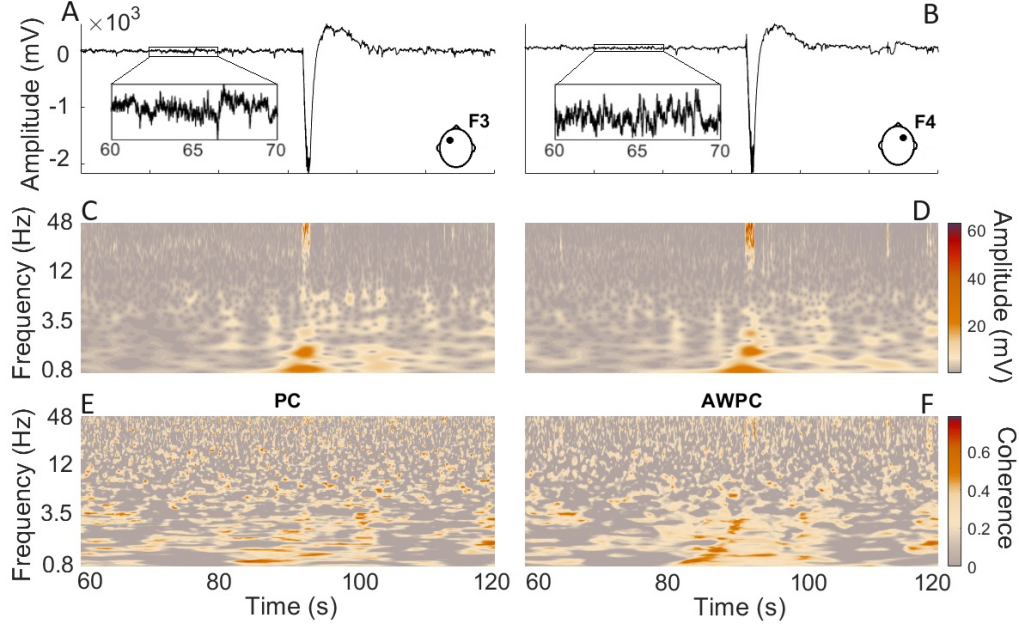 A
B
×10³
Amplitude (mV)
0
-1
-2
60
65
70
F3
60
65
70
F4
C
D
Frequency (Hz)
48
12
3.5
0.8
60
40
20
Amplitude (mV)
E
PC
AWPC
F
Frequency (Hz)
48
12
3.5
0.8
0.6
0.4
0.2
0
Coherence
60
80
100
120
60
80
100
120
Time (s)
Time (s)